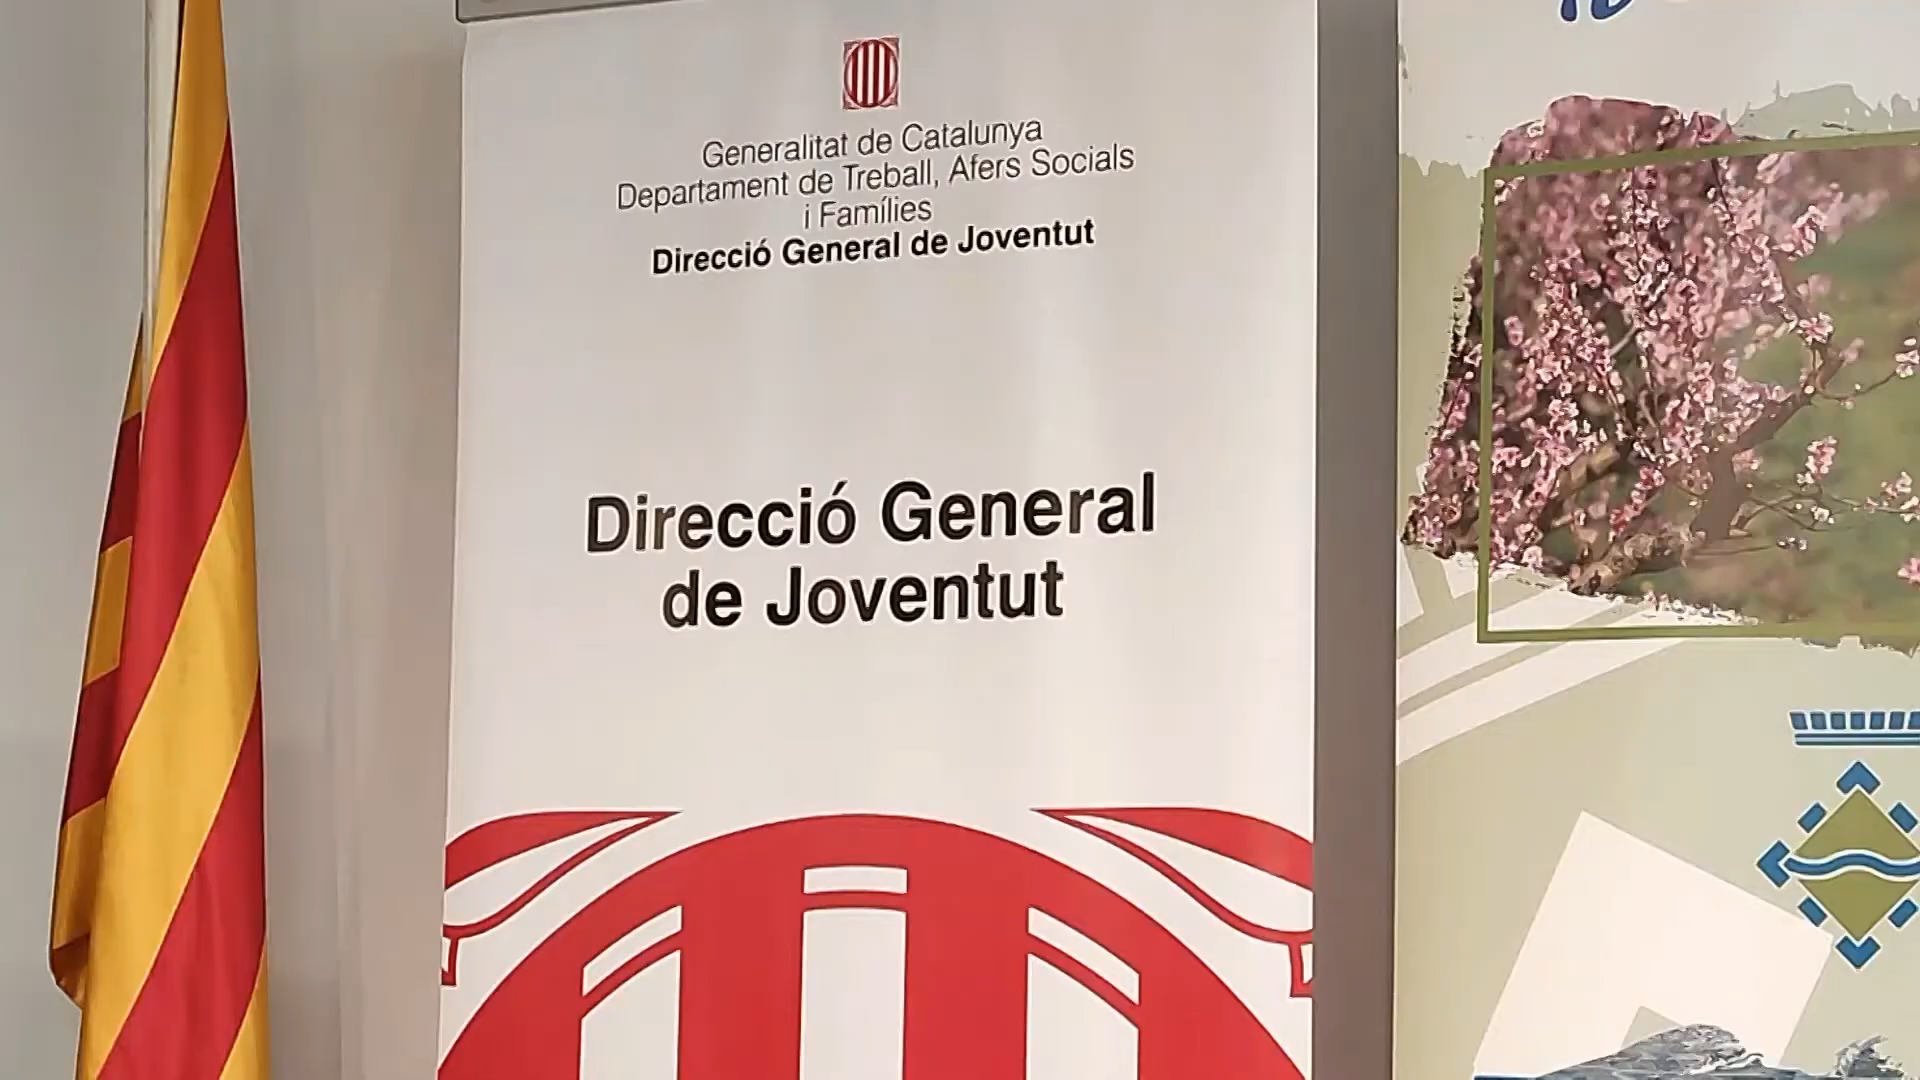 Generalitat de Catalunya
Departament de Treball, Afers Socials
i Famílies
Direcció General de Joventut
Direcció General
de Joventut